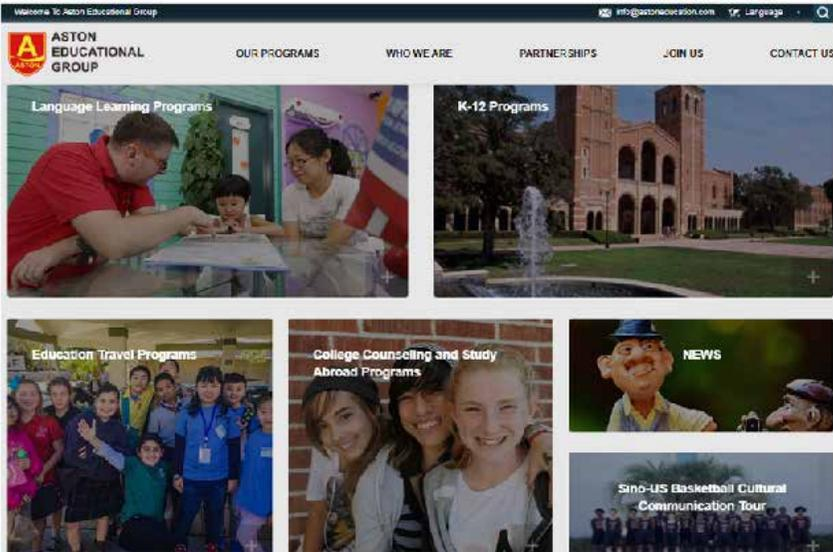 Welcome To Aston Educational Group
info@astoneducation.com
Language
ASTON
EDUCATIONAL
GROUP
ASTON
OUR PROGRAMS
WHO WE ARE
PARTNERSHIPS
JOIN US
CONTACT US
Language Learning Programs
K-12 Programs
Education Travel Programs
College Counseling and Study
Abroad Programs
NEWS
Sino-US Basketball Cultural
Communication Tour